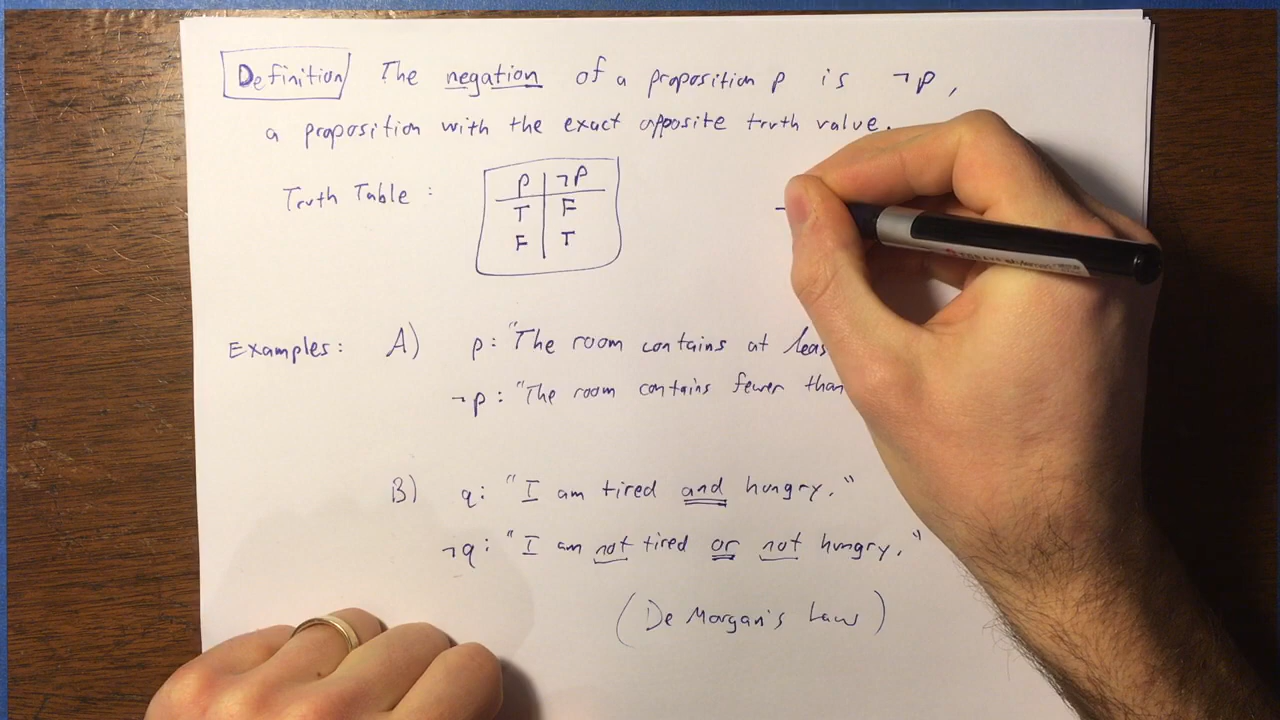 Definition The negation of a proposition p is ¬p,
a proposition with the exact opposite truth value.
Truth Table:
p ¬p
T F
F T
Examples: A) p: "The room contains at leas
¬p: "The room contains fewer than
B) q: "I am tired and hungry."
¬q: "I am not tired or not hungry."
(De Morgan's Law)